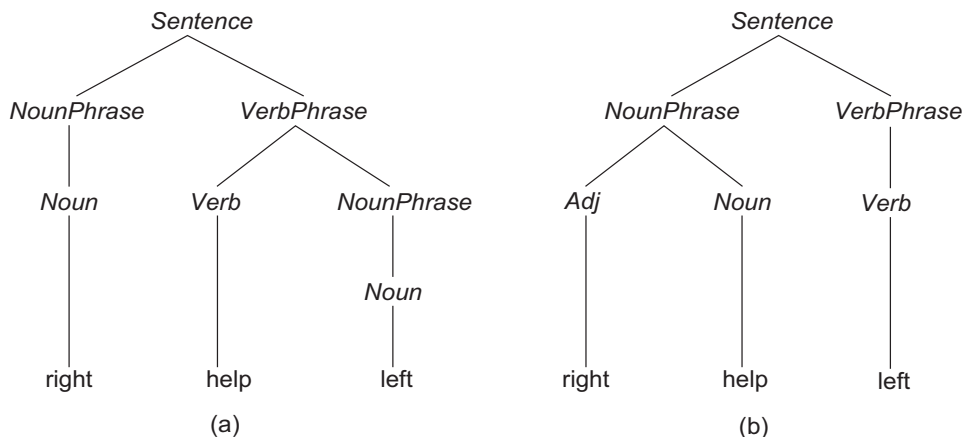 Sentence Sentence
NounPhrase VerbPhrase NounPhrase VerbPhrase
Noun Verb NounPhrase Adj Noun Verb
Noun
right help left right help left
(a) (b)